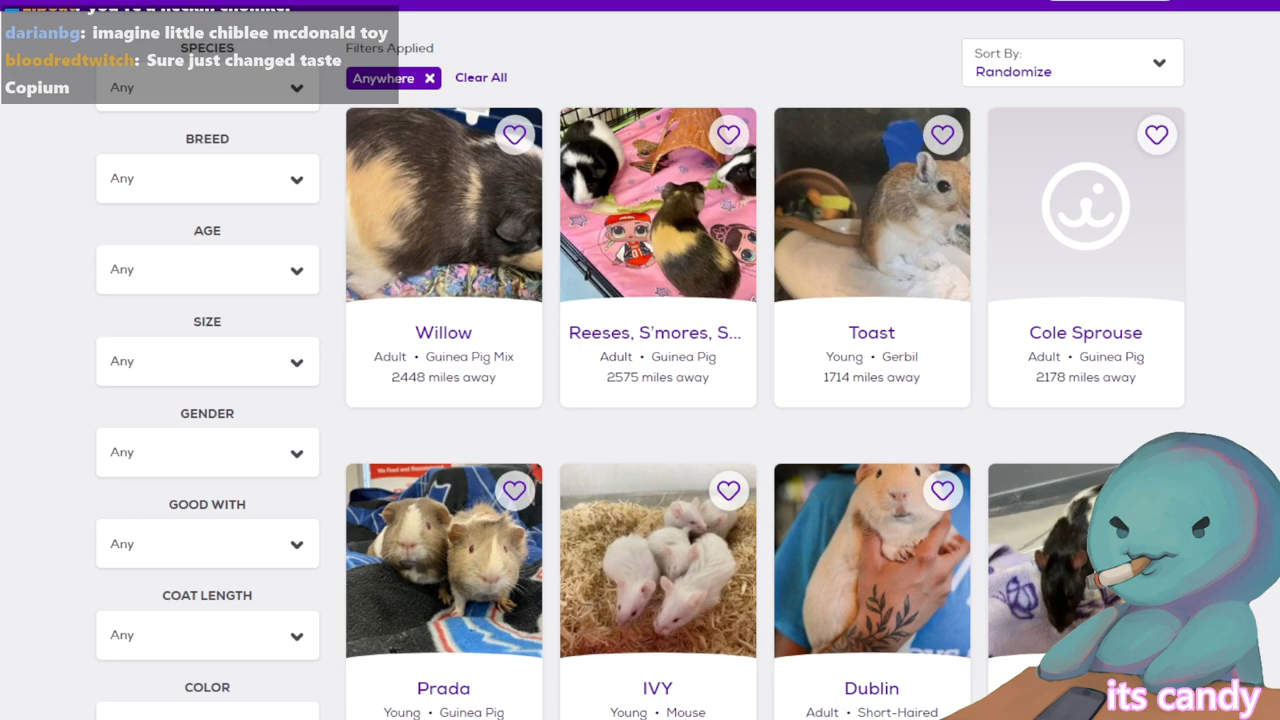 darianbg: imagine little chiblee mcdonald toy
bloodredtwitch: Sure just changed taste
Copium
SPECIES
Any
BREED
Any
AGE
Any
SIZE
Any
GENDER
Any
GOOD WITH
Any
COAT LENGTH
Any
COLOR
Filters Applied
Anywhere
Clear All
Sort By:
Randomize
Willow
Adult • Guinea Pig Mix
2448 miles away
Reeses, S'mores, S...
Adult • Guinea Pig
2575 miles away
Toast
Young • Gerbil
1714 miles away
Cole Sprouse
Adult • Guinea Pig
2178 miles away
Prada
Young • Guinea Pig
IVY
Young • Mouse
Dublin
Adult • Short-Haired
its candy